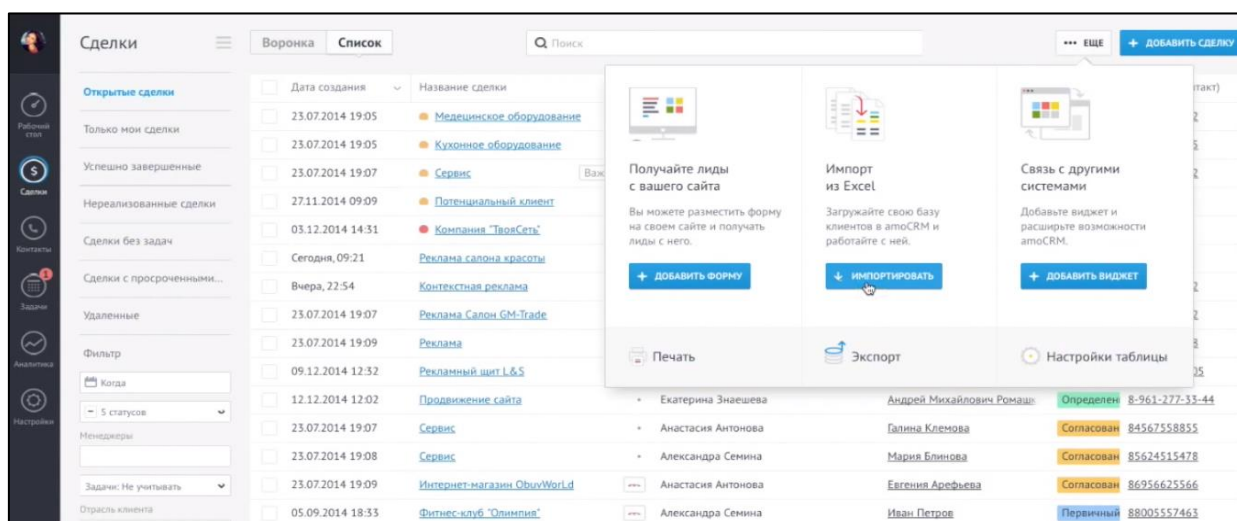 Сделки
Воронка Список
Поиск
••• ЕЩЕ
+ ДОБАВИТЬ СДЕЛКУ
Рабочий
стол
Сделки
Контакты
1
Задачи
Аналитика
Настройки
Открытые сделки
Только мои сделки
Успешно завершенные
Нереализованные сделки
Сделки без задач
Сделки с просроченными...
Удаленные
Фильтр
Когда
5 статусов
Менеджеры
Задачи: Не учитывать
Отрасль клиента
Дата создания Название сделки
23.07.2014 19:05 Медецинское оборудование
23.07.2014 19:05 Кухонное оборудование
23.07.2014 19:07 Сервис Важ
27.11.2014 09:09 Потенциальный клиент
03.12.2014 14:31 Компания "ТвояСеть"
Сегодня, 09:21 Реклама салона красоты
Вчера, 22:54 Контекстная реклама
23.07.2014 19:07 Реклама Салон GM-Trade
23.07.2014 19:09 Реклама
09.12.2014 12:32 Рекламный щит L&S
12.12.2014 12:02 Продвижение сайта • Екатерина Знаешева Андрей Михайлович Ромаш Определен 8-961-277-33-44
23.07.2014 19:07 Сервис • Анастасия Антонова Галина Клемова Согласован 84567558855
23.07.2014 19:08 Сервис • Александра Семина Мария Блинова Согласован 85624515478
23.07.2014 19:09 Интернет-магазин ObuvWorLd Анастасия Антонова Евгения Арефьева Согласован 86956625566
05.09.2014 18:33 Фитнес-клуб "Олимпия" Александра Семина Иван Петров Первичный 88005557463
Получайте лиды
с вашего сайта
Вы можете разместить форму
на своем сайте и получать
лиды с него.
+ ДОБАВИТЬ ФОРМУ
Импорт
из Excel
Загружайте свою базу
клиентов в amoCRM и
работайте с ней.
ИМПОРТИРОВАТЬ
Связь с другими
системами
Добавьте виджет и
расширьте возможности
amoCRM.
+ ДОБАВИТЬ ВИДЖЕТ
Печать
Экспорт
Настройки таблицы
такт)